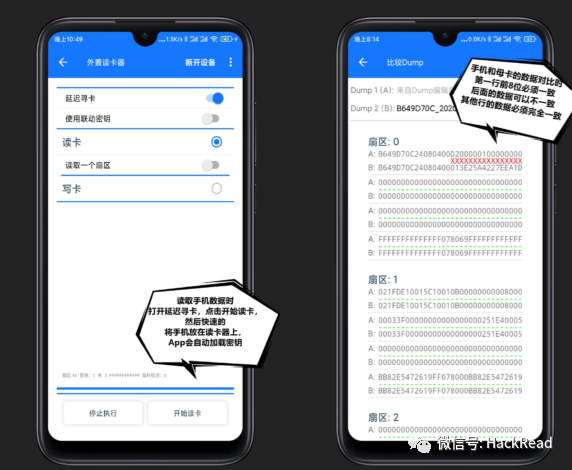 晚上10:49
...1.5K/s
外置读卡器
断开设备
延迟寻卡
使用联动密钥
读卡
读取一个扇区
写卡
读取手机数据时
打开延迟寻卡，点击开始读卡，
然后快速的
将手机放在读卡器上，
App会自动加载密钥
停止执行
开始读卡
晚上8:14
...0.0K/s
比较Dump
手机和母卡的数据对比的
第一行前8位必须一致
后面的数据可以不一致
其他行的数据必须完全一致
Dump 1 (A): 来自Dump编辑
Dump 2 (B): B649D70C_202
扇区: 0
A: B649D70C24080400D200000100000000
XXXXXXXXXXXXXXXX
B: B649D70C24080400013E25A4227EEA1D
A: 00000000000000000000000000000000
B: 00000000000000000000000000000000
A: 00000000000000000000000000000000
B: 00000000000000000000000000000000
A: FFFFFFFFFFFFFF078069FFFFFFFFFFFF
B: FFFFFFFFFFFFFF078069FFFFFFFFFFFF
扇区: 1
A: 021FDE10015C10010B00000000008000
B: 021FDE10015C10010B00000000008000
A: 00033F000000000000000000251E40005
B: 00033F000000000000000000251E40005
A: 00000000000000000000000000000000
B: 00000000000000000000000000000000
A: BB82E5472619FF078000BB82E5472619
B: BB82E5472619FF078000BB82E5472619
扇区: 2
微信号: HackRead